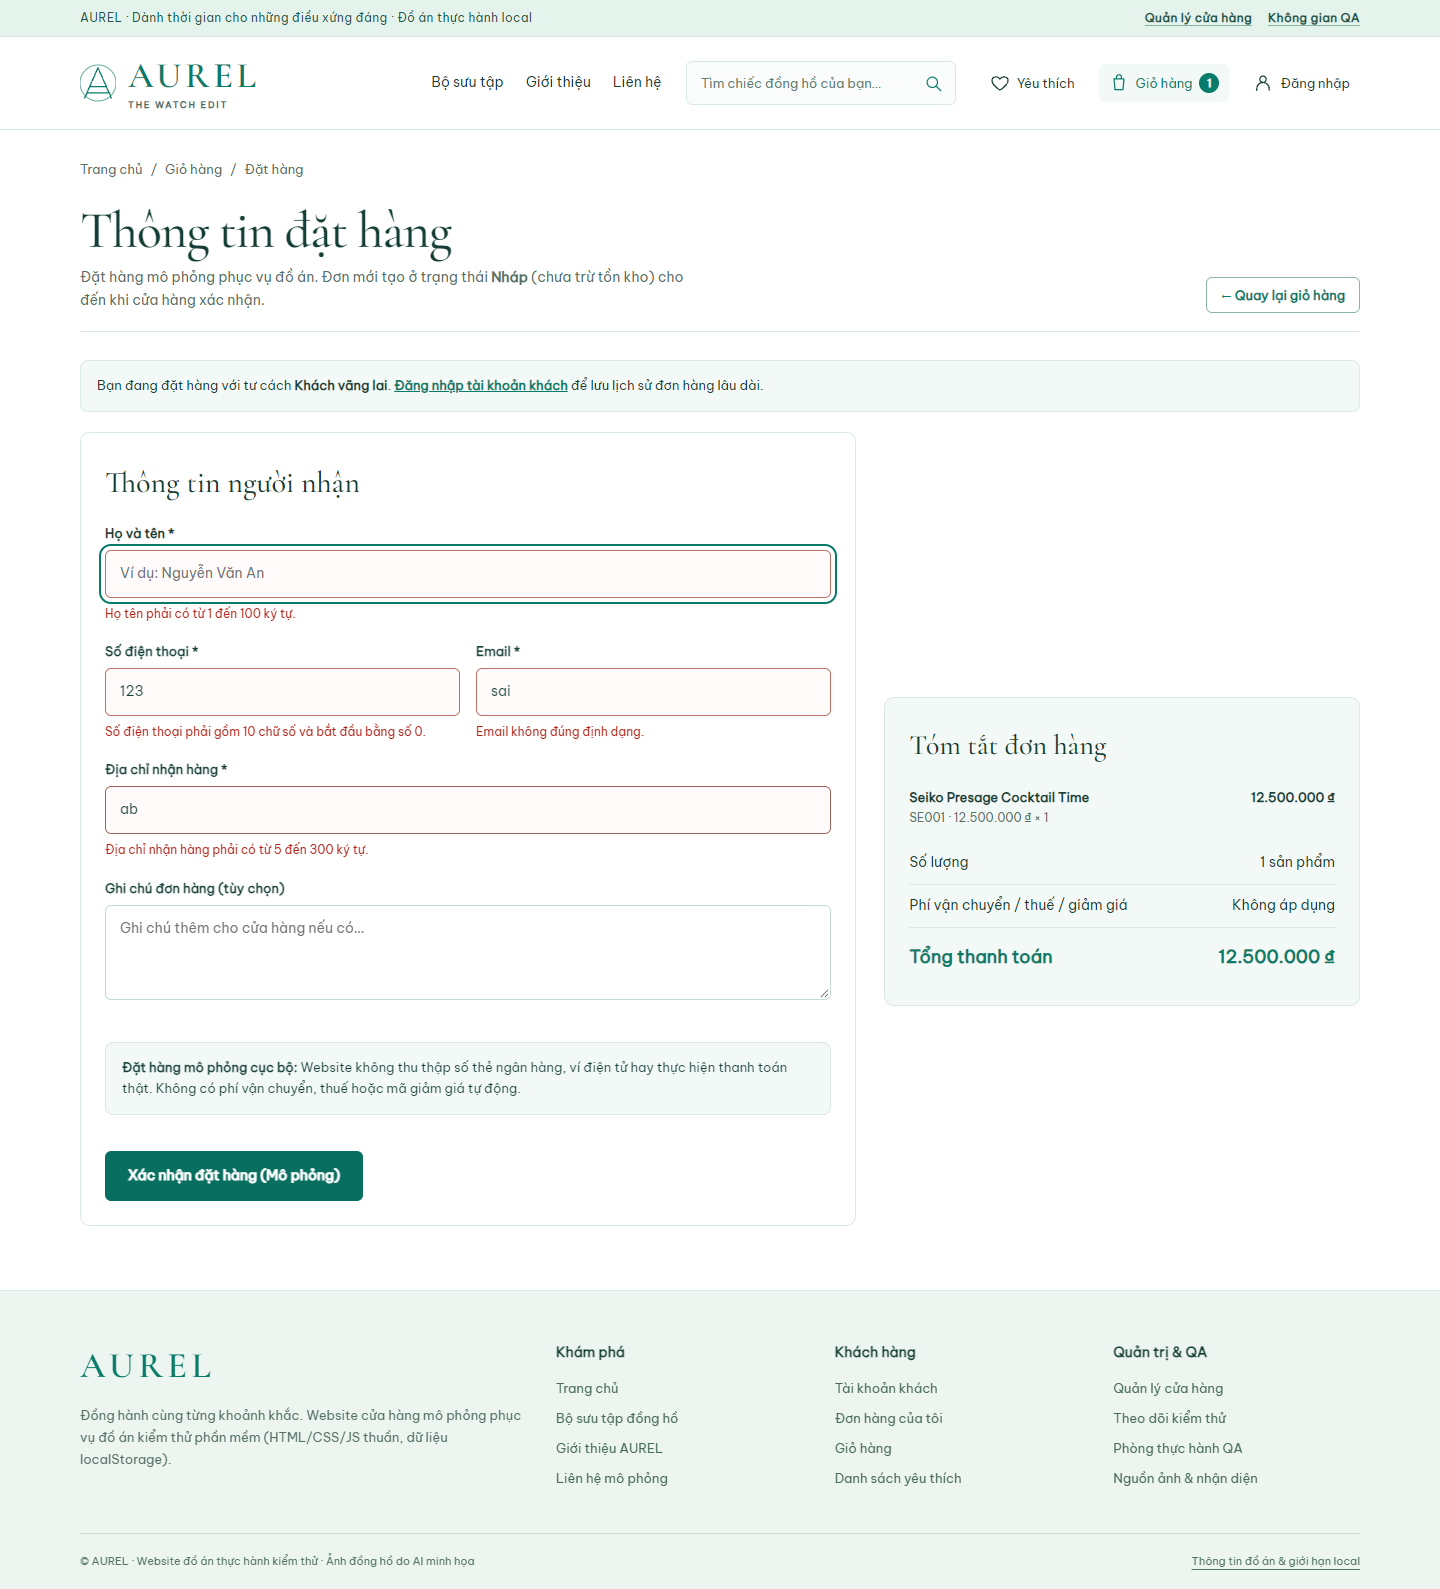 AUREL · Dành thời gian cho những điều xứng đáng · Đồ án thực hành local
Quản lý cửa hàng
Không gian QA
AUREL
THE WATCH EDIT
Bộ sưu tập
Giới thiệu
Liên hệ
Tìm chiếc đồng hồ của bạn...
Yêu thích
Giỏ hàng 1
Đăng nhập
Trang chủ / Giỏ hàng / Đặt hàng
Thông tin đặt hàng
Đặt hàng mô phỏng phục vụ đồ án. Đơn mới tạo ở trạng thái Nháp (chưa trừ tồn kho) cho
đến khi cửa hàng xác nhận.
← Quay lại giỏ hàng
Bạn đang đặt hàng với tư cách Khách vãng lai. Đăng nhập tài khoản khách để lưu lịch sử đơn hàng lâu dài.
Thông tin người nhận
Họ và tên *
Ví dụ: Nguyễn Văn An
Họ tên phải có từ 1 đến 100 ký tự.
Số điện thoại *
Email *
123
sai
Số điện thoại phải gồm 10 chữ số và bắt đầu bằng số 0.
Email không đúng định dạng.
Địa chỉ nhận hàng *
ab
Địa chỉ nhận hàng phải có từ 5 đến 300 ký tự.
Ghi chú đơn hàng (tùy chọn)
Ghi chú thêm cho cửa hàng nếu có...
Đặt hàng mô phỏng cục bộ: Website không thu thập số thẻ ngân hàng, ví điện tử hay thực hiện thanh toán
thật. Không có phí vận chuyển, thuế hoặc mã giảm giá tự động.
Xác nhận đặt hàng (Mô phỏng)
Tóm tắt đơn hàng
Seiko Presage Cocktail Time
12.500.000 ₫
SE001 · 12.500.000 ₫ × 1
Số lượng
1 sản phẩm
Phí vận chuyển / thuế / giảm giá
Không áp dụng
Tổng thanh toán
12.500.000 ₫
AUREL
Đồng hành cùng từng khoảnh khắc. Website cửa hàng mô phỏng phục
vụ đồ án kiểm thử phần mềm (HTML/CSS/JS thuần, dữ liệu
localStorage).
Khám phá
Trang chủ
Bộ sưu tập đồng hồ
Giới thiệu AUREL
Liên hệ mô phỏng
Khách hàng
Tài khoản khách
Đơn hàng của tôi
Giỏ hàng
Danh sách yêu thích
Quản trị & QA
Quản lý cửa hàng
Theo dõi kiểm thử
Phòng thực hành QA
Nguồn ảnh & nhận diện
© AUREL · Website đồ án thực hành kiểm thử · Ảnh đồng hồ do AI minh họa
Thông tin đồ án & giới hạn local